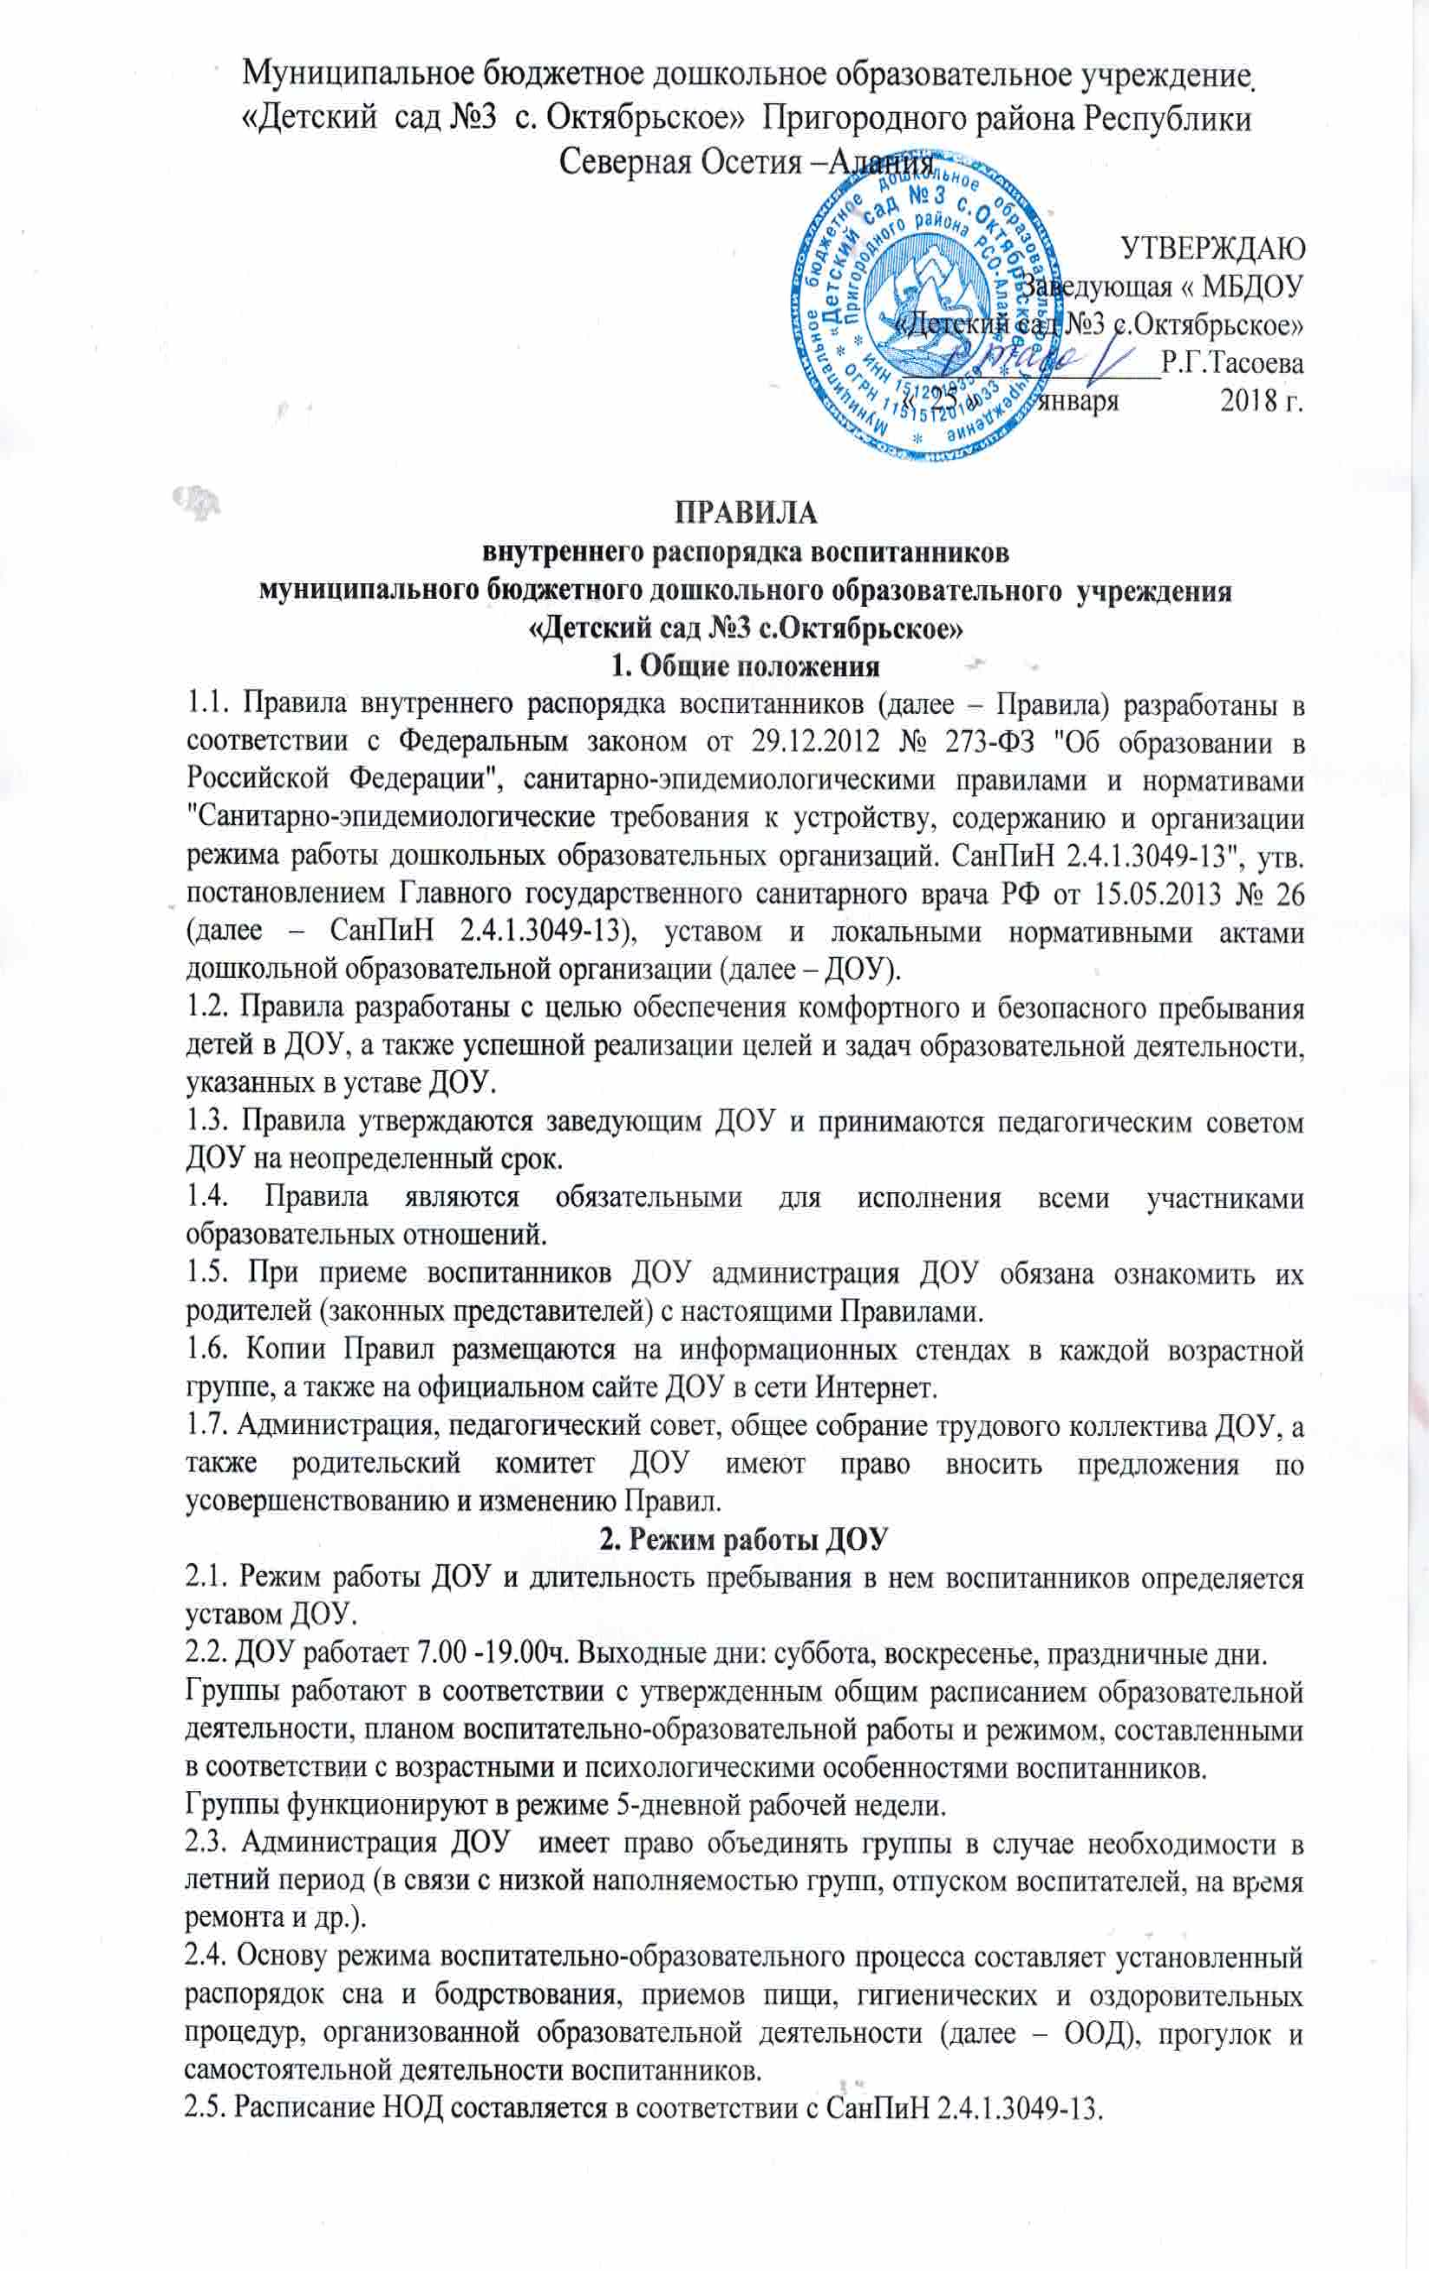 Муниципальное бюджетное дошкольное образовательное учреждение.
«Детский сад №3 с. Октябрьское» Пригородного района Республики
Северная Осетия –Алания
УТВЕРЖДАЮ
Заведующая « МБДОУ
«Детский сад №3 с.Октябрьское»
Р.Г.Тасоева
« 25 » января 2018 г.
Муниципальное бюджетное дошкольное образовательное учреждение
«Детский сад №3 с.Октябрьское»
Пригородного района РСО-Алания
ПРАВИЛА
внутреннего распорядка воспитанников
муниципального бюджетного дошкольного образовательного учреждения
«Детский сад №3 с.Октябрьское»
1. Общие положения
1.1. Правила внутреннего распорядка воспитанников (далее – Правила) разработаны в
соответствии с Федеральным законом от 29.12.2012 № 273-ФЗ "Об образовании в
Российской Федерации", санитарно-эпидемиологическими правилами и нормативами
"Санитарно-эпидемиологические требования к устройству, содержанию и организации
режима работы дошкольных образовательных организаций. СанПиН 2.4.1.3049-13", утв.
постановлением Главного государственного санитарного врача РФ от 15.05.2013 № 26
(далее – СанПиН 2.4.1.3049-13), уставом и локальными нормативными актами
дошкольной образовательной организации (далее – ДОУ).
1.2. Правила разработаны с целью обеспечения комфортного и безопасного пребывания
детей в ДОУ, а также успешной реализации целей и задач образовательной деятельности,
указанных в уставе ДОУ.
1.3. Правила утверждаются заведующим ДОУ и принимаются педагогическим советом
ДОУ на неопределенный срок.
1.4. Правила являются обязательными для исполнения всеми участниками
образовательных отношений.
1.5. При приеме воспитанников ДОУ администрация ДОУ обязана ознакомить их
родителей (законных представителей) с настоящими Правилами.
1.6. Копии Правил размещаются на информационных стендах в каждой возрастной
группе, а также на официальном сайте ДОУ в сети Интернет.
1.7. Администрация, педагогический совет, общее собрание трудового коллектива ДОУ, а
также родительский комитет ДОУ имеют право вносить предложения по
усовершенствованию и изменению Правил.
2. Режим работы ДОУ
2.1. Режим работы ДОУ и длительность пребывания в нем воспитанников определяется
уставом ДОУ.
2.2. ДОУ работает 7.00 -19.00ч. Выходные дни: суббота, воскресенье, праздничные дни.
Группы работают в соответствии с утвержденным общим расписанием образовательной
деятельности, планом воспитательно-образовательной работы и режимом, составленными
в соответствии с возрастными и психологическими особенностями воспитанников.
Группы функционируют в режиме 5-дневной рабочей недели.
2.3. Администрация ДОУ имеет право объединять группы в случае необходимости в
летний период (в связи с низкой наполняемостью групп, отпуском воспитателей, на время
ремонта и др.).
2.4. Основу режима воспитательно-образовательного процесса составляет установленный
распорядок сна и бодрствования, приемов пищи, гигиенических и оздоровительных
процедур, организованной образовательной деятельности (далее – ООД), прогулок и
самостоятельной деятельности воспитанников.
2.5. Расписание НОД составляется в соответствии с СанПиН 2.4.1.3049-13.